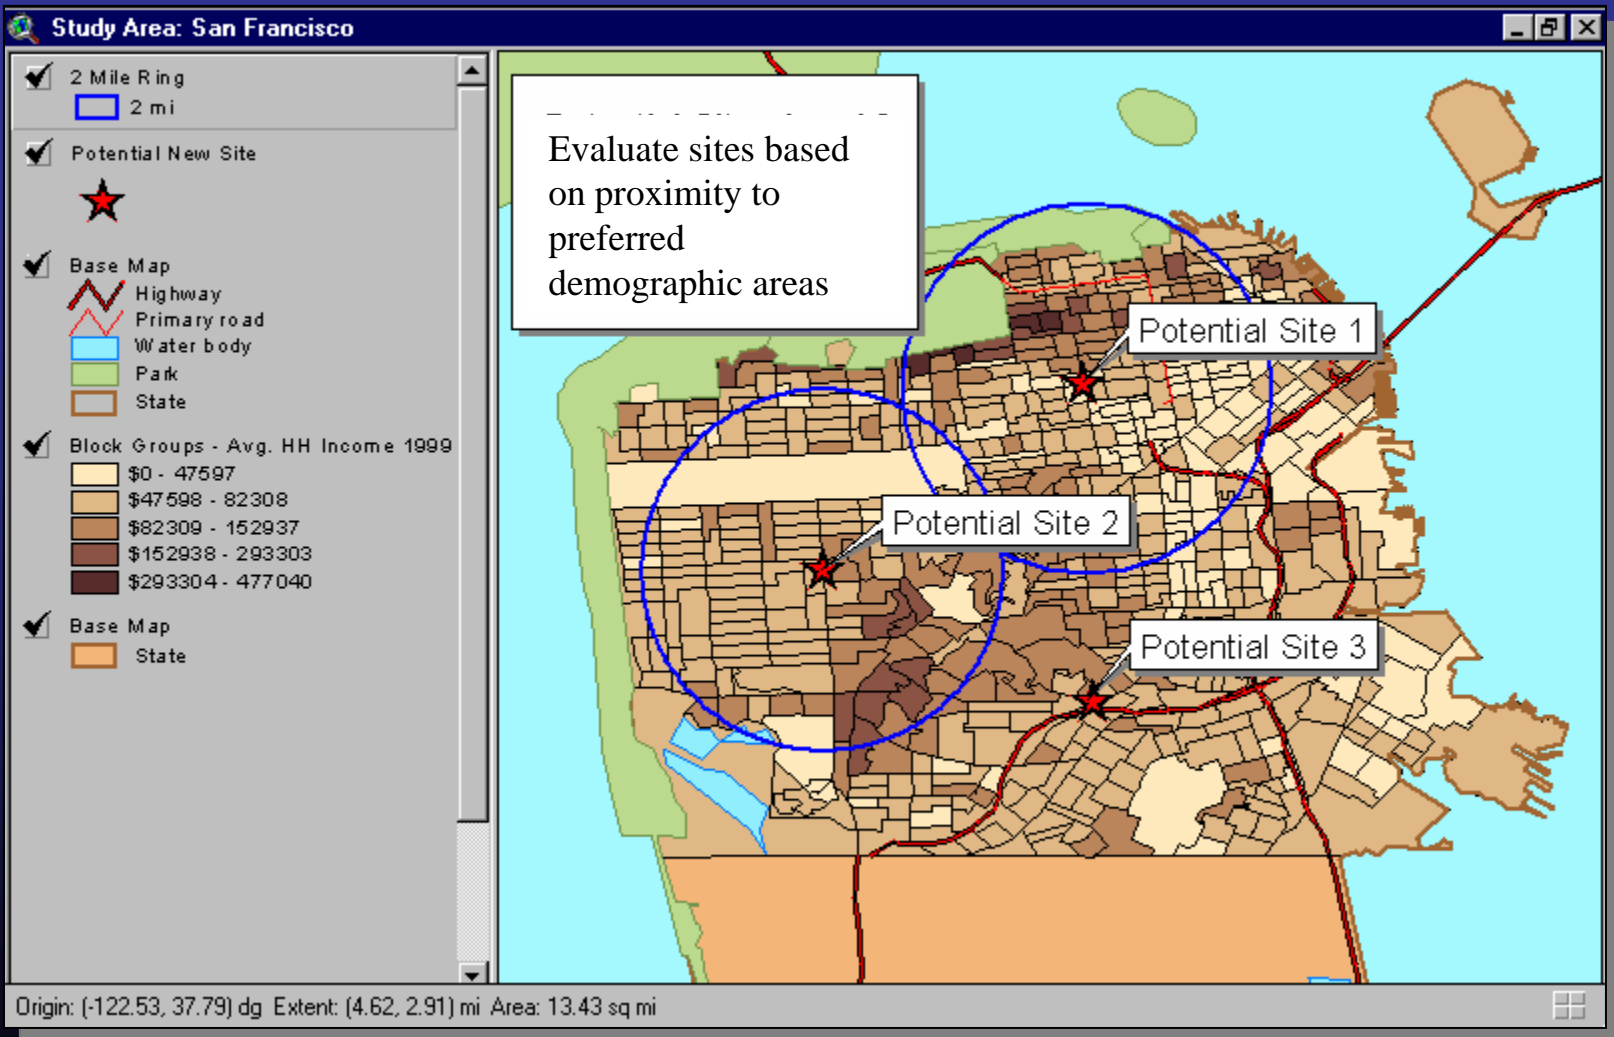 Study Area: San Francisco
2 Mile Ring
2 mi
Potential New Site
Base Map
Highway
Primary road
Water body
Park
State
Block Groups - Avg. HH Income 1999
$0 - 47597
$47598 - 82308
$82309 - 152937
$152938 - 293303
$293304 - 477040
Base Map
State
Evaluate sites based
on proximity to
preferred
demographic areas
Potential Site 1
Potential Site 2
Potential Site 3
Origin: (-122.53, 37.79) dg Extent: (4.62, 2.91) mi Area: 13.43 sq mi